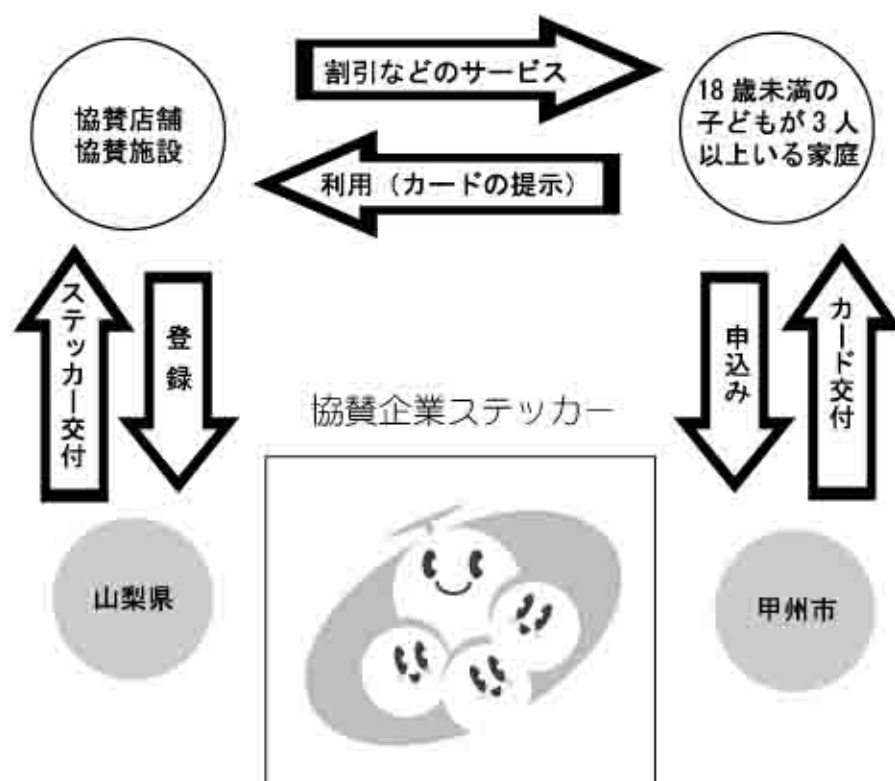 割引などのサービス
協賛店舗
協賛施設
18歳未満の
子どもが3人
以上いる家庭
利用（カードの提示）
ステッカー交付
登録
申込み
カード交付
協賛企業ステッカー
山梨県
甲州市